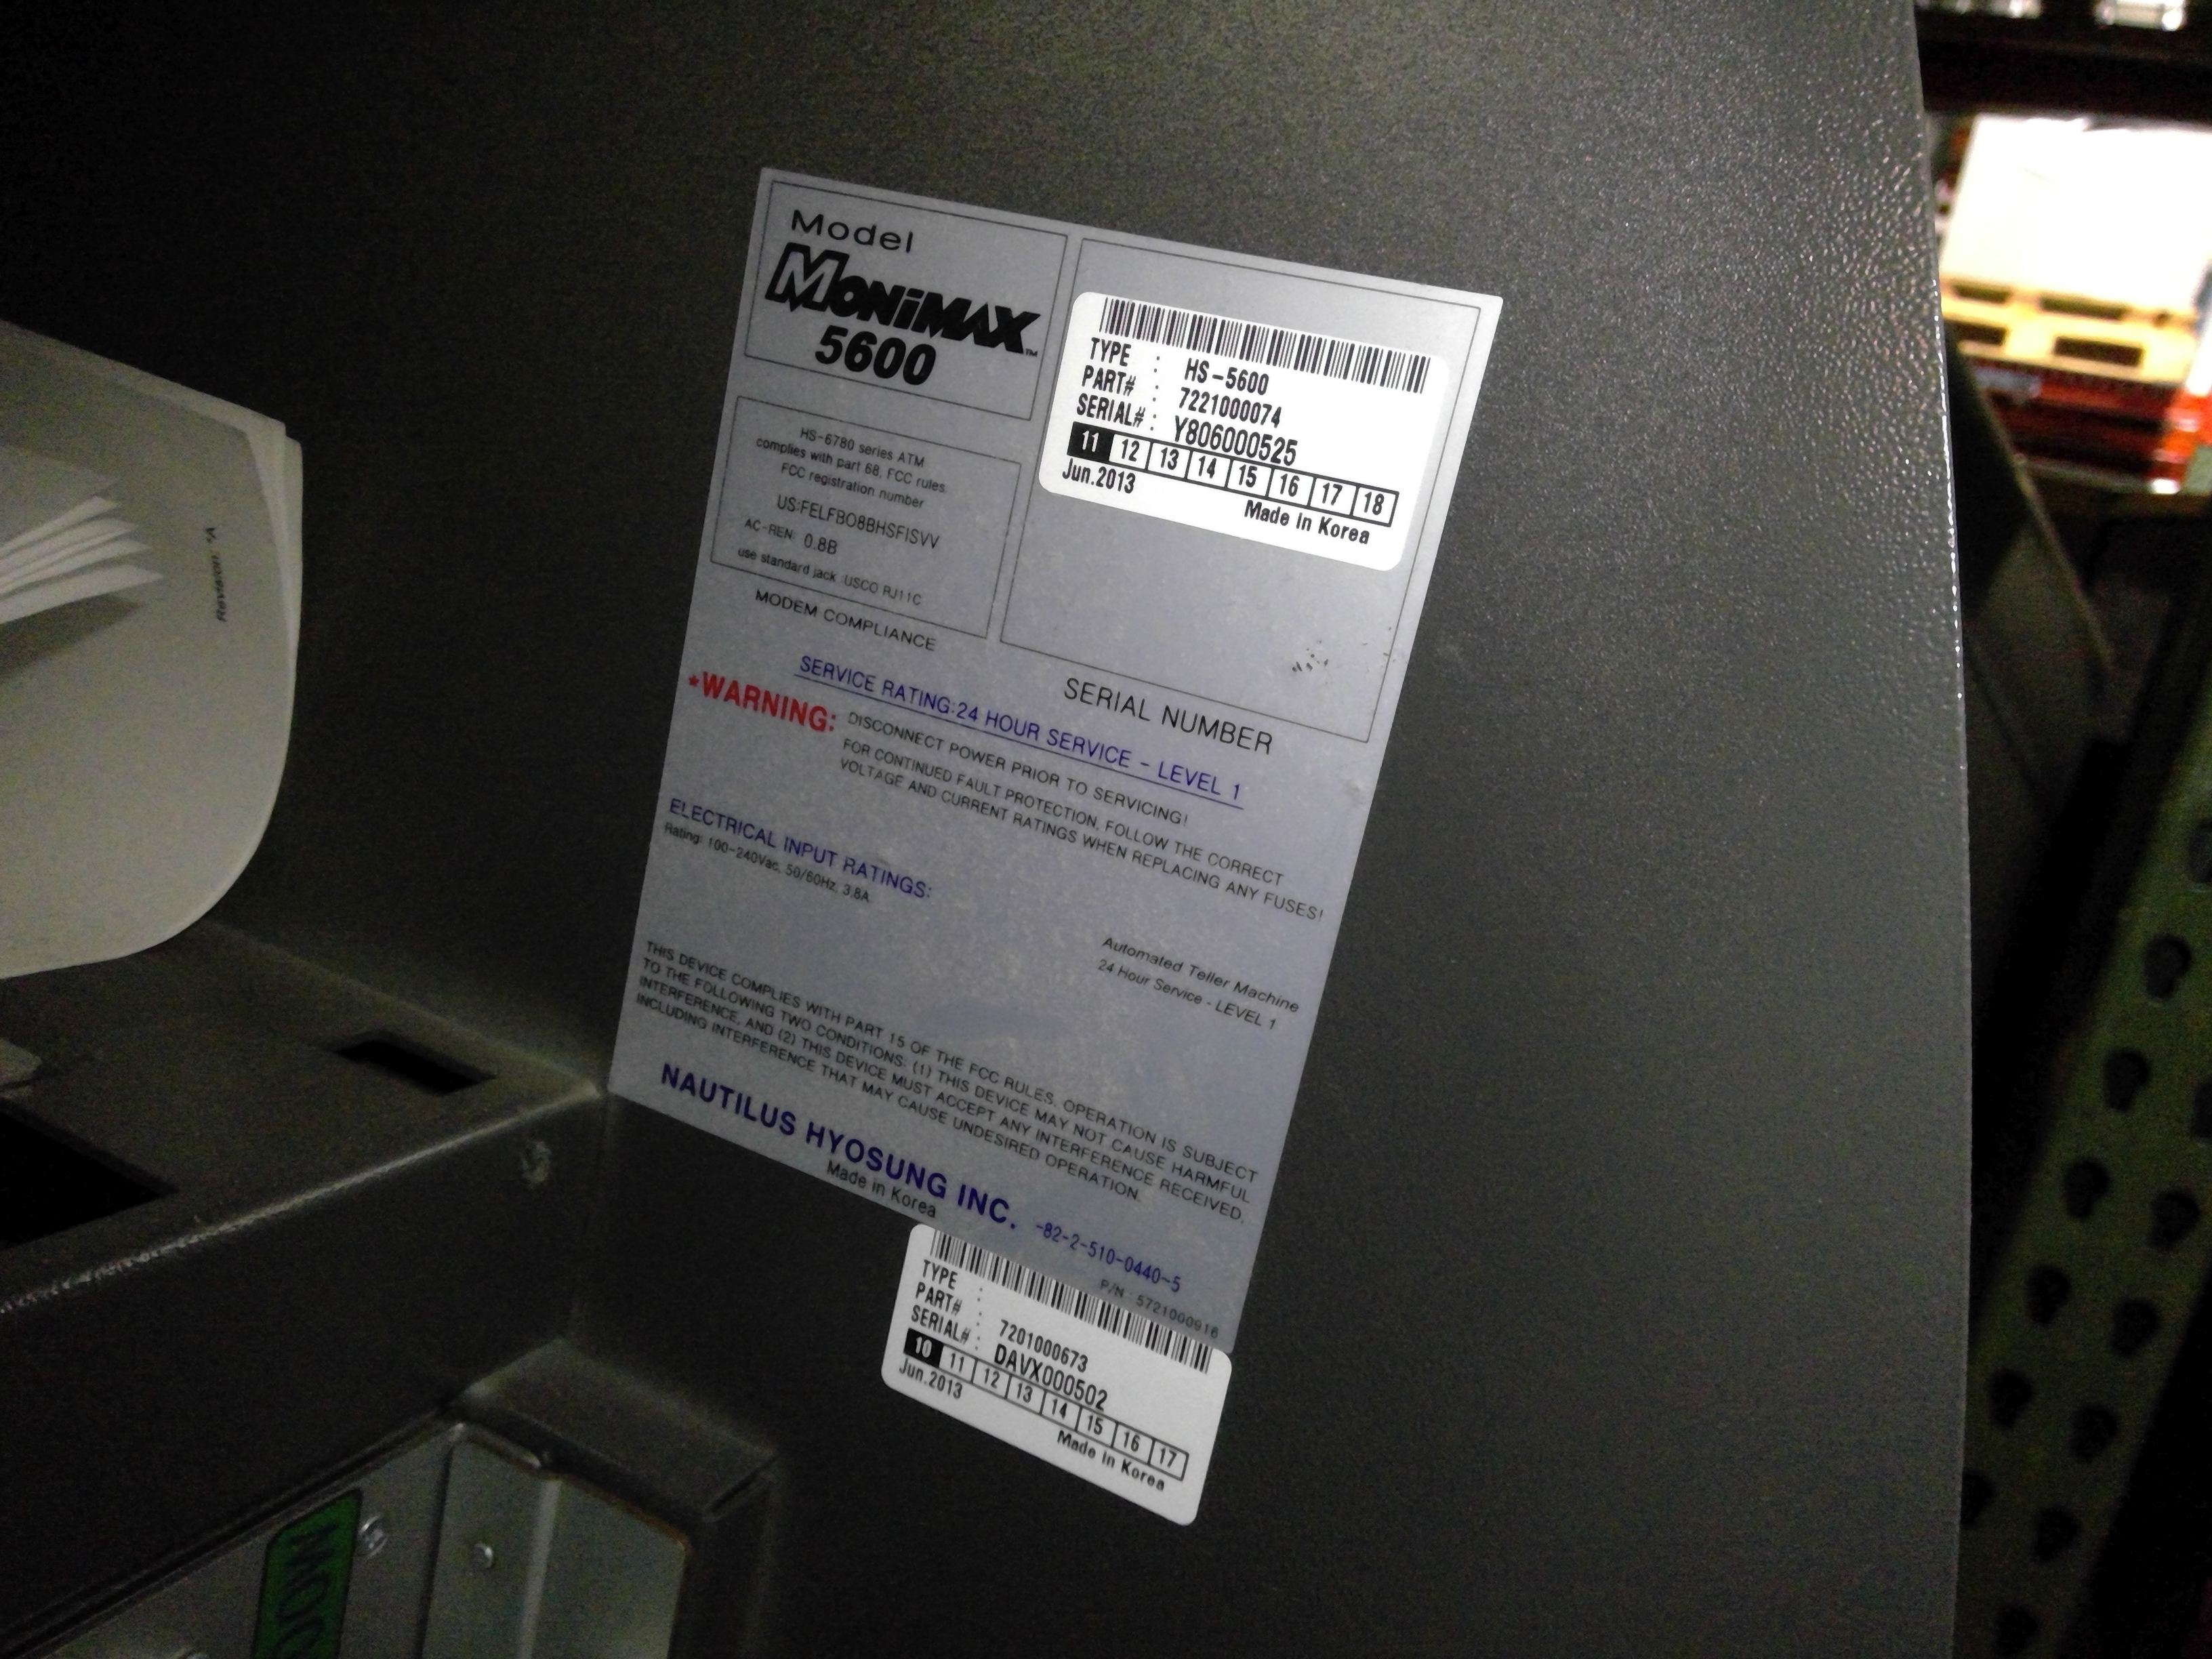 Model
MONiMAX™
5600
TYPE : HS-5600
PART# : 7221000074
SERIAL# : Y806000525
11 12 13 14 15 16 17 18
Jun.2013
Made in Korea
HS-6780 series ATM
complies with part 68, FCC rules.
FCC registration number
US:FELFBO8BHSFISVV
AC-REN: 0.8B
use standard jack :USCO RJ11C
MODEM COMPLIANCE
SERIAL NUMBER
SERVICE RATING:24 HOUR SERVICE - LEVEL 1
*WARNING: DISCONNECT POWER PRIOR TO SERVICING!
FOR CONTINUED FAULT PROTECTION, FOLLOW THE CORRECT
VOLTAGE AND CURRENT RATINGS WHEN REPLACING ANY FUSES!
ELECTRICAL INPUT RATINGS:
Rating: 100-240Vac, 50/60Hz, 3.8A
Automated Teller Machine
24 Hour Service - LEVEL 1
THIS DEVICE COMPLIES WITH PART 15 OF THE FCC RULES, OPERATION IS SUBJECT
TO THE FOLLOWING TWO CONDITIONS: (1) THIS DEVICE MAY NOT CAUSE HARMFUL
INTERFERENCE, AND (2) THIS DEVICE MUST ACCEPT ANY INTERFERENCE RECEIVED,
INCLUDING INTERFERENCE THAT MAY CAUSE UNDESIRED OPERATION.
NAUTILUS HYOSUNG INC. -82-2-510-0440-5
Made in Korea
P/N : 5721000916
TYPE :
PART# : 7201000673
SERIAL# : DAVX000502
10 11 12 13 14 15 16 17
Jun.2013
Made in Korea
Revision